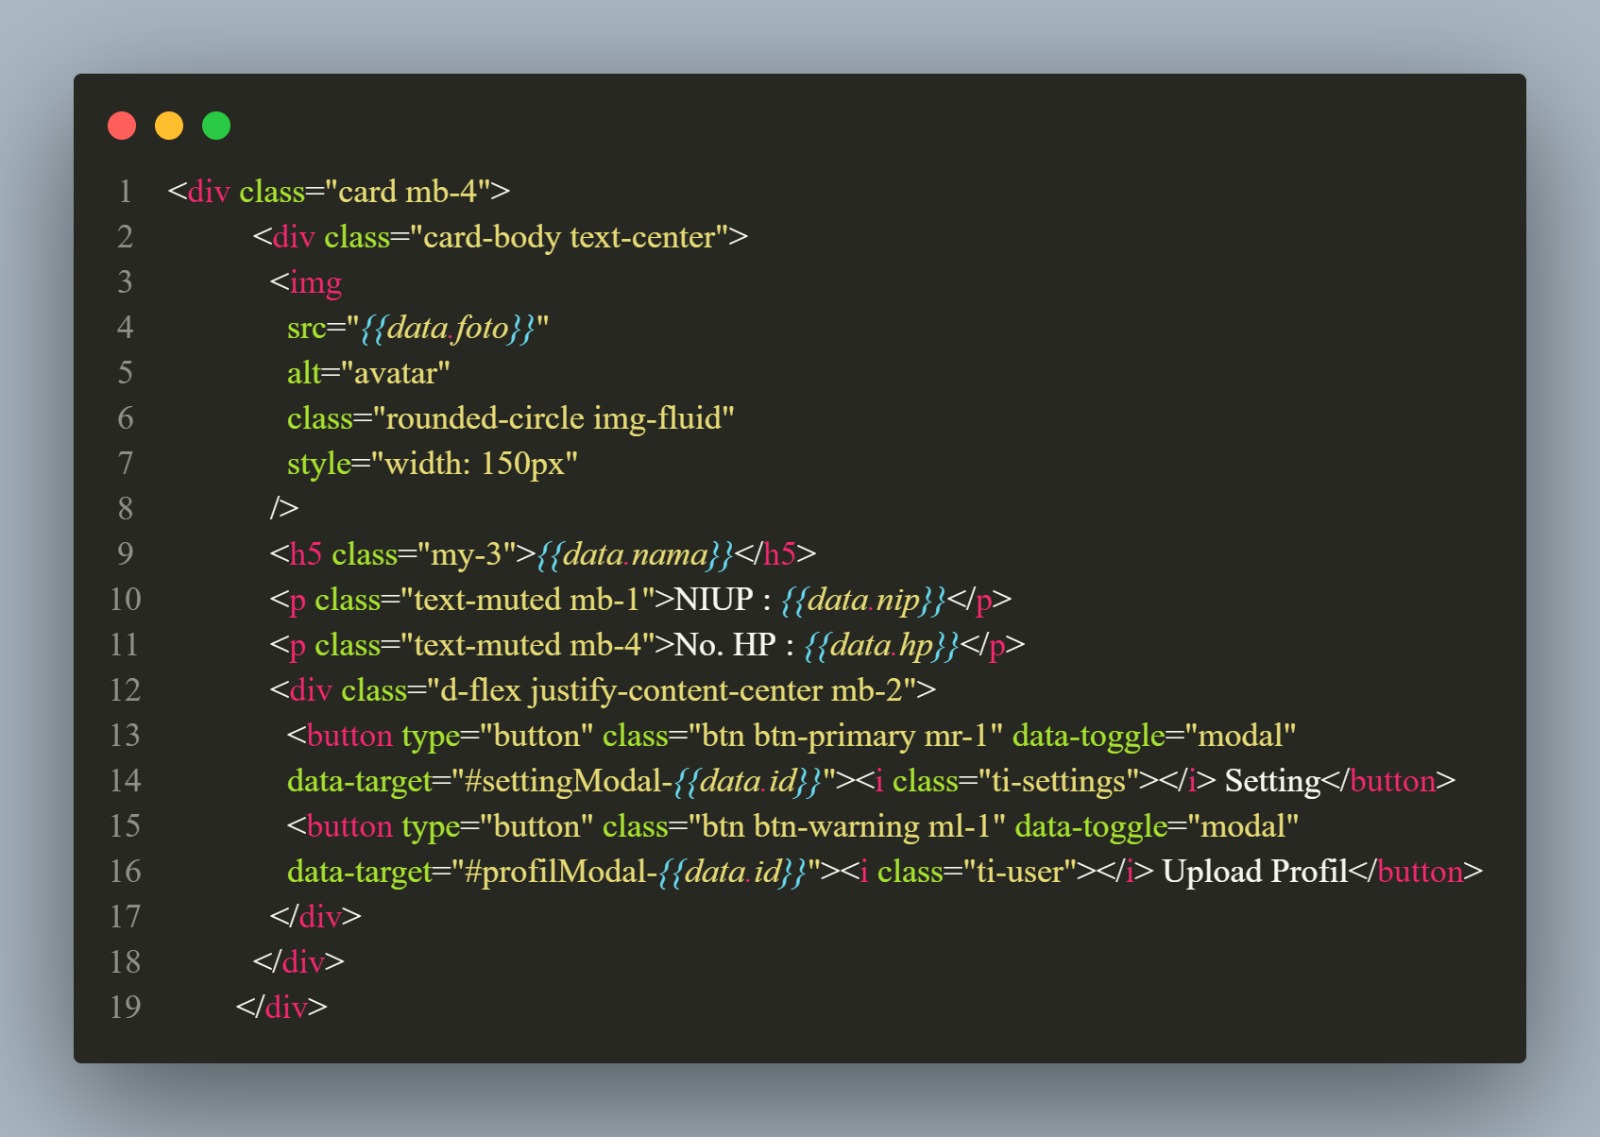 1 <div class="card mb-4">
2 <div class="card-body text-center">
3 <img
4 src="{{data.foto}}"
5 alt="avatar"
6 class="rounded-circle img-fluid"
7 style="width: 150px"
8 />
9 <h5 class="my-3">{{data.nama}}</h5>
10 <p class="text-muted mb-1">NIUP : {{data.nip}}</p>
11 <p class="text-muted mb-4">No. HP : {{data.hp}}</p>
12 <div class="d-flex justify-content-center mb-2">
13 <button type="button" class="btn btn-primary mr-1" data-toggle="modal"
14 data-target="#settingModal-{{data.id}}"><i class="ti-settings"></i> Setting</button>
15 <button type="button" class="btn btn-warning ml-1" data-toggle="modal"
16 data-target="#profilModal-{{data.id}}"><i class="ti-user"></i> Upload Profil</button>
17 </div>
18 </div>
19 </div>